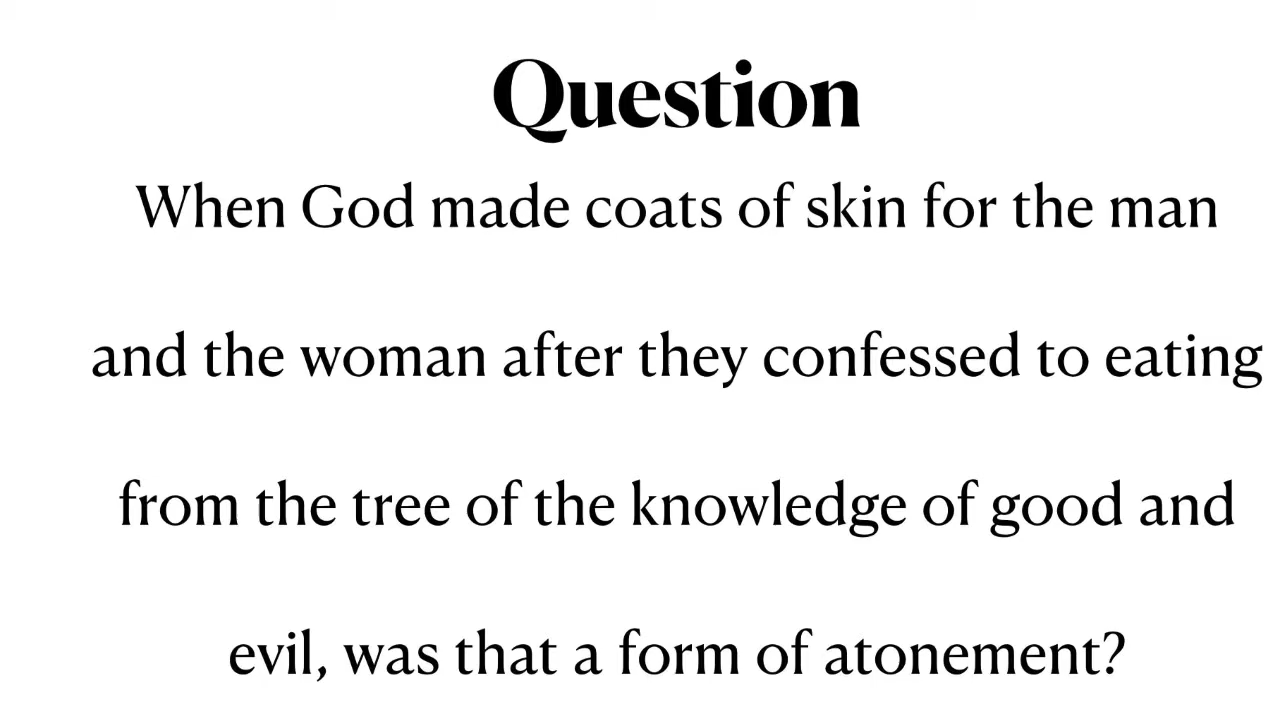 Question
When God made coats of skin for the man
and the woman after they confessed to eating
from the tree of the knowledge of good and
evil, was that a form of atonement?